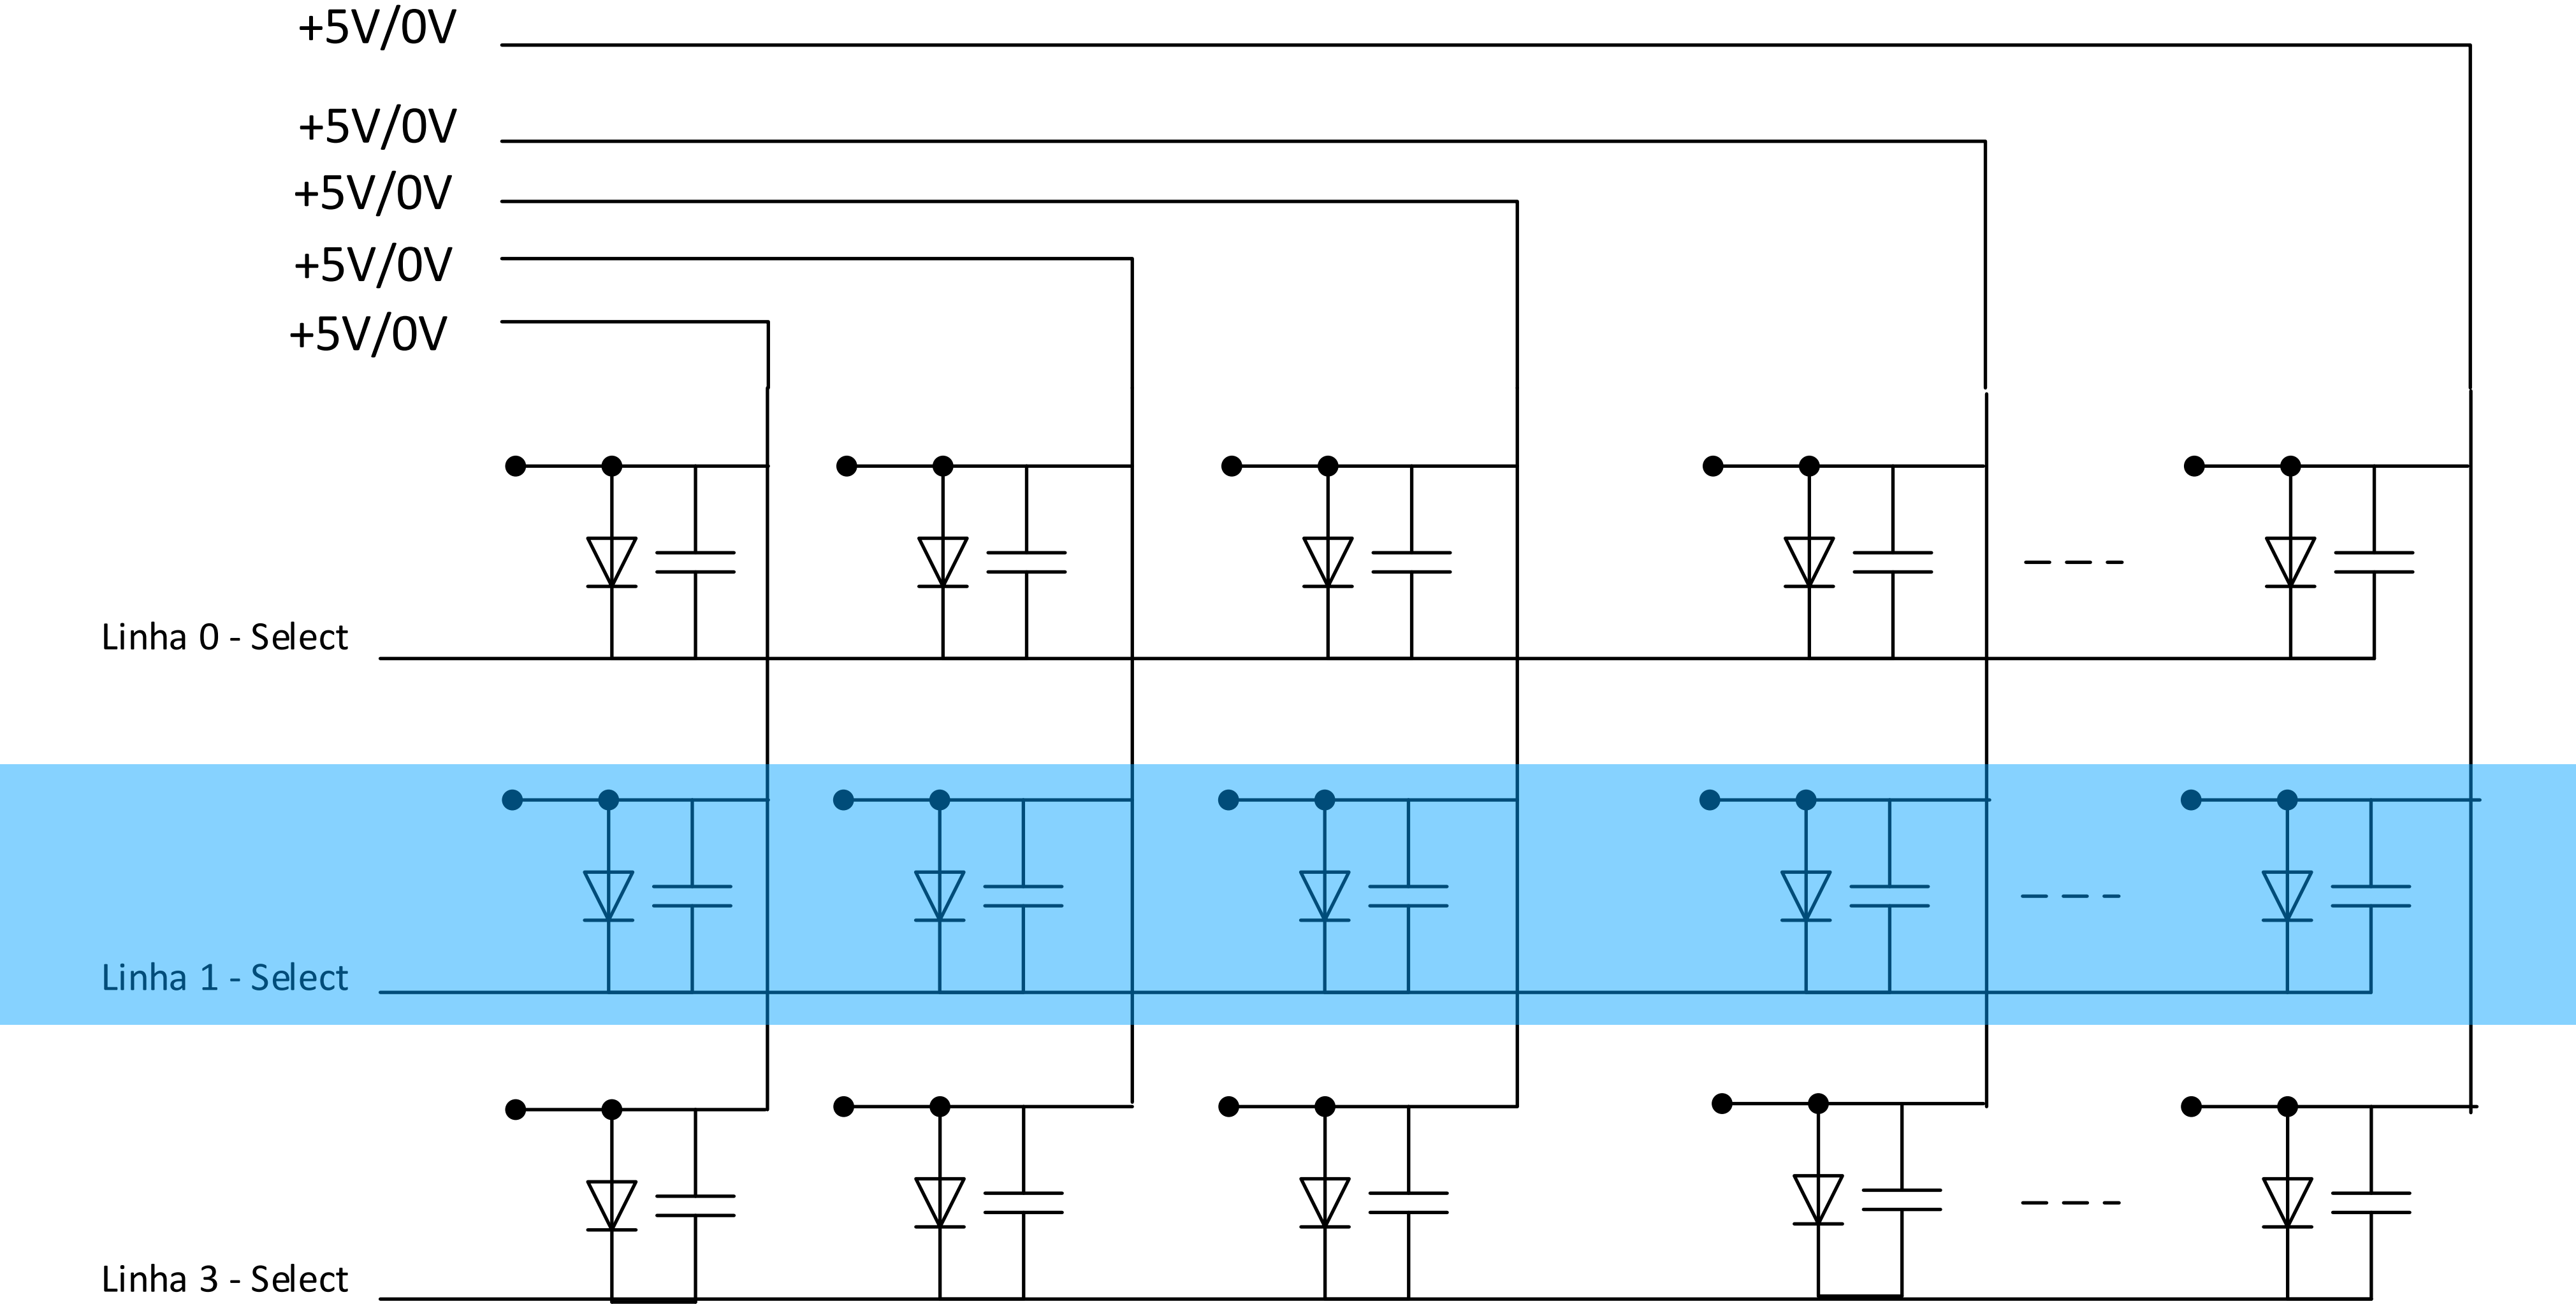 +5V/0V
+5V/0V
+5V/0V
+5V/0V
+5V/0V
Linha 0 - Select
Linha 1 - Select
Linha 3 - Select